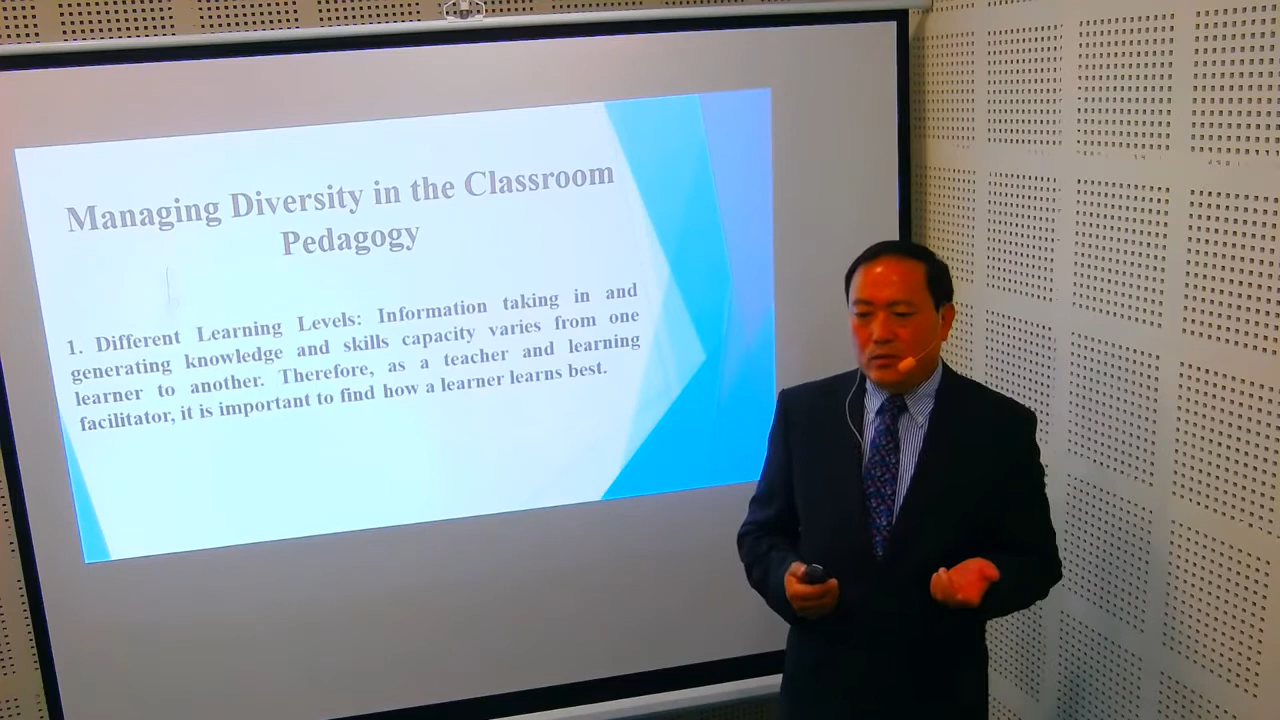 Managing Diversity in the Classroom
Pedagogy
1. Different Learning Levels: Information taking in and
generating knowledge and skills capacity varies from one
learner to another. Therefore, as a teacher and learning
facilitator, it is important to find how a learner learns best.